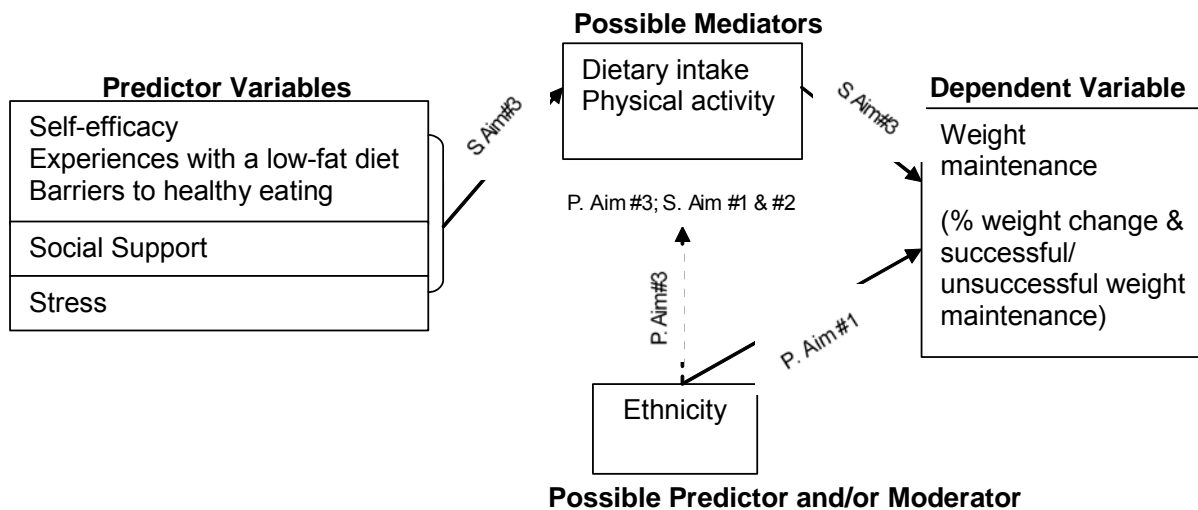 Possible Mediators
Predictor Variables
Dependent Variable
Dietary intake
Physical activity
Self-efficacy
Experiences with a low-fat diet
Barriers to healthy eating
Social Support
Stress
S Aim#3
S Aim#3
Weight
maintenance
(% weight change &
successful/
unsuccessful weight
maintenance)
P. Aim #3; S. Aim #1 & #2
P. Aim#3
P. Aim #1
Ethnicity
Possible Predictor and/or Moderator